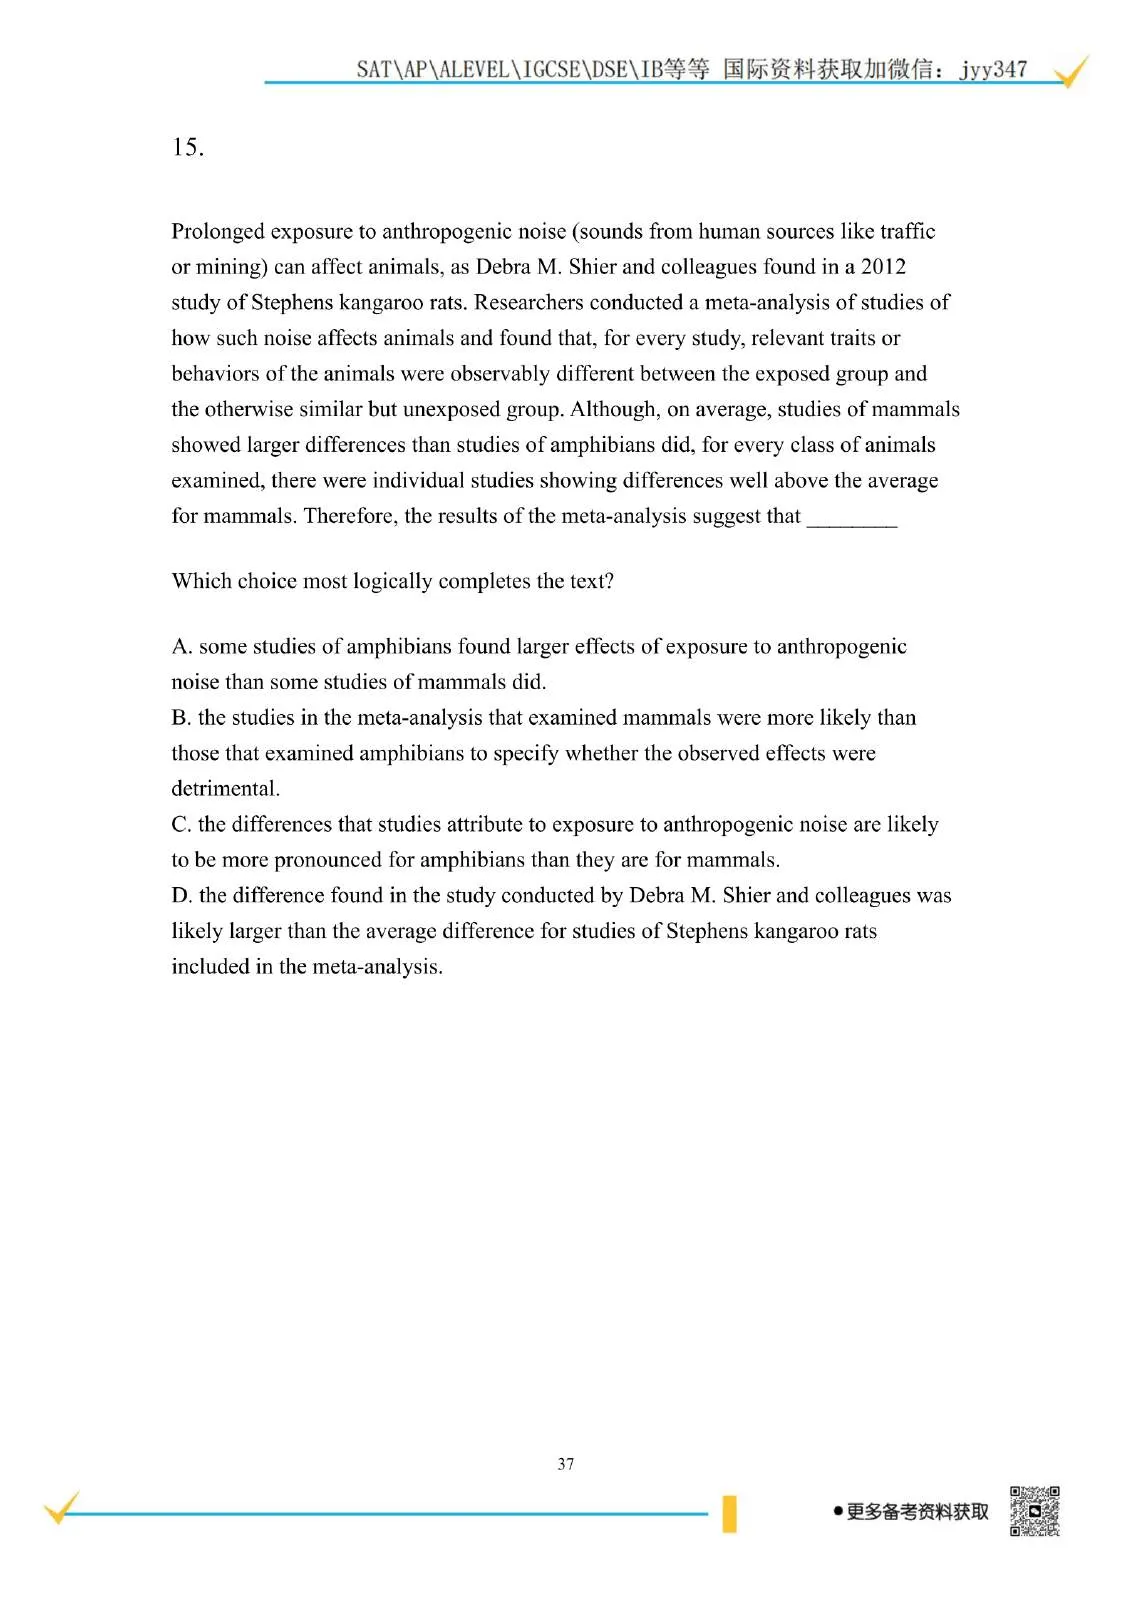 SAT\AP\ALEVEL\IGCSE\DSE\IB等等 国际资料获取加微信：jyy347
15.
Prolonged exposure to anthropogenic noise (sounds from human sources like traffic
or mining) can affect animals, as Debra M. Shier and colleagues found in a 2012
study of Stephens kangaroo rats. Researchers conducted a meta-analysis of studies of
how such noise affects animals and found that, for every study, relevant traits or
behaviors of the animals were observably different between the exposed group and
the otherwise similar but unexposed group. Although, on average, studies of mammals
showed larger differences than studies of amphibians did, for every class of animals
examined, there were individual studies showing differences well above the average
for mammals. Therefore, the results of the meta-analysis suggest that ________
Which choice most logically completes the text?
A. some studies of amphibians found larger effects of exposure to anthropogenic
noise than some studies of mammals did.
B. the studies in the meta-analysis that examined mammals were more likely than
those that examined amphibians to specify whether the observed effects were
detrimental.
C. the differences that studies attribute to exposure to anthropogenic noise are likely
to be more pronounced for amphibians than they are for mammals.
D. the difference found in the study conducted by Debra M. Shier and colleagues was
likely larger than the average difference for studies of Stephens kangaroo rats
included in the meta-analysis.
37
●更多备考资料获取